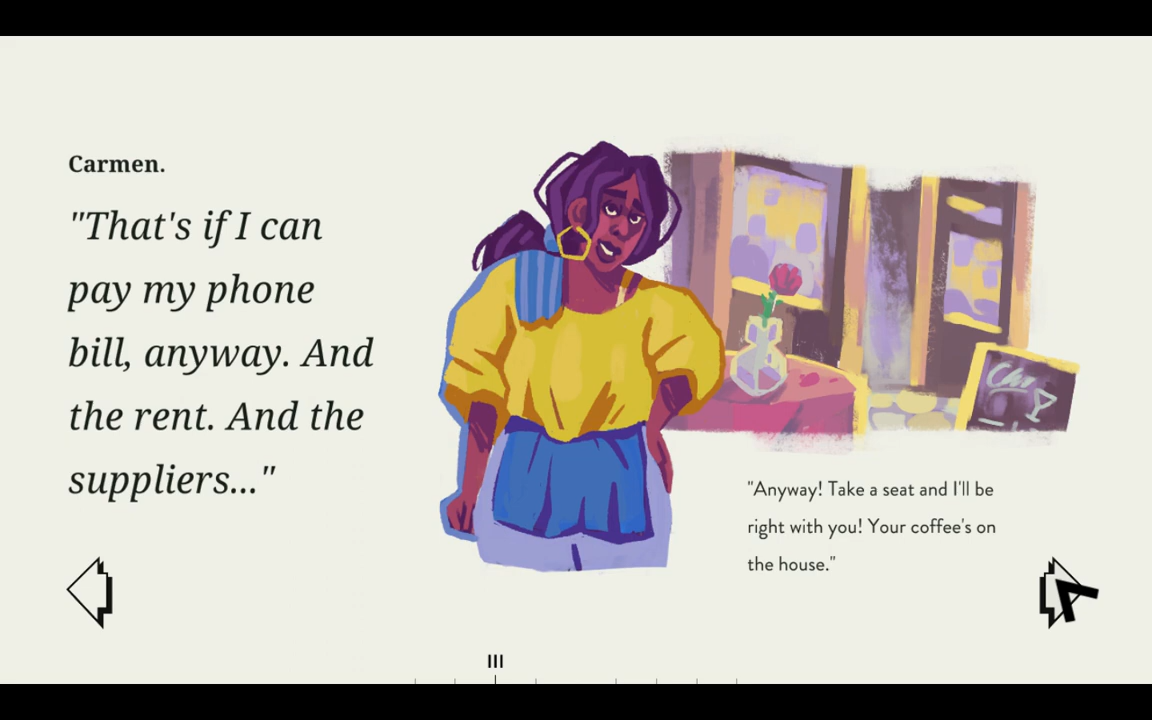 Carmen.
"That's if I can
pay my phone
bill, anyway. And
the rent. And the
suppliers..."
"Anyway! Take a seat and I'll be
right with you! Your coffee's on
the house."
III